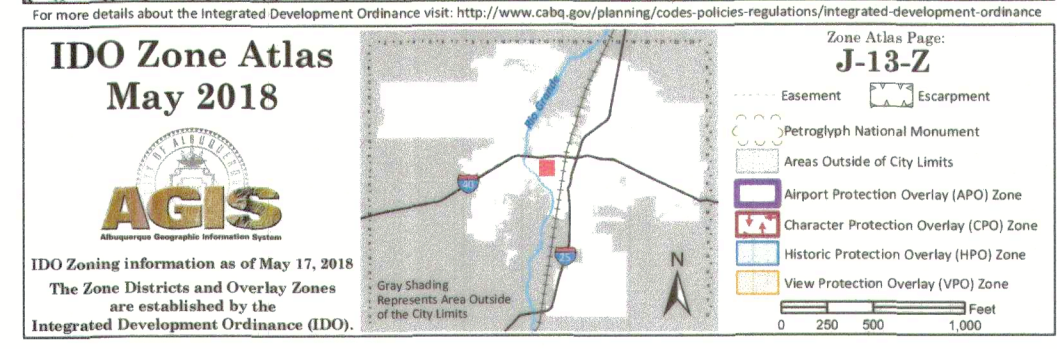 For more details about the Integrated Development Ordinance visit: http://www.cabq.gov/planning/codes-policies-regulations/integrated-development-ordinance
IDO Zone Atlas
May 2018
OF ALBUQUERQUE
AGIS
Albuquerque Geographic Information System
IDO Zoning information as of May 17, 2018
The Zone Districts and Overlay Zones
are established by the
Integrated Development Ordinance (IDO).
Rio Grande
40
25
Gray Shading
Represents Area Outside
of the City Limits
N
Zone Atlas Page:
J-13-Z
Easement
Escarpment
Petroglyph National Monument
Areas Outside of City Limits
Airport Protection Overlay (APO) Zone
Character Protection Overlay (CPO) Zone
Historic Protection Overlay (HPO) Zone
View Protection Overlay (VPO) Zone
Feet
0 250 500 1,000